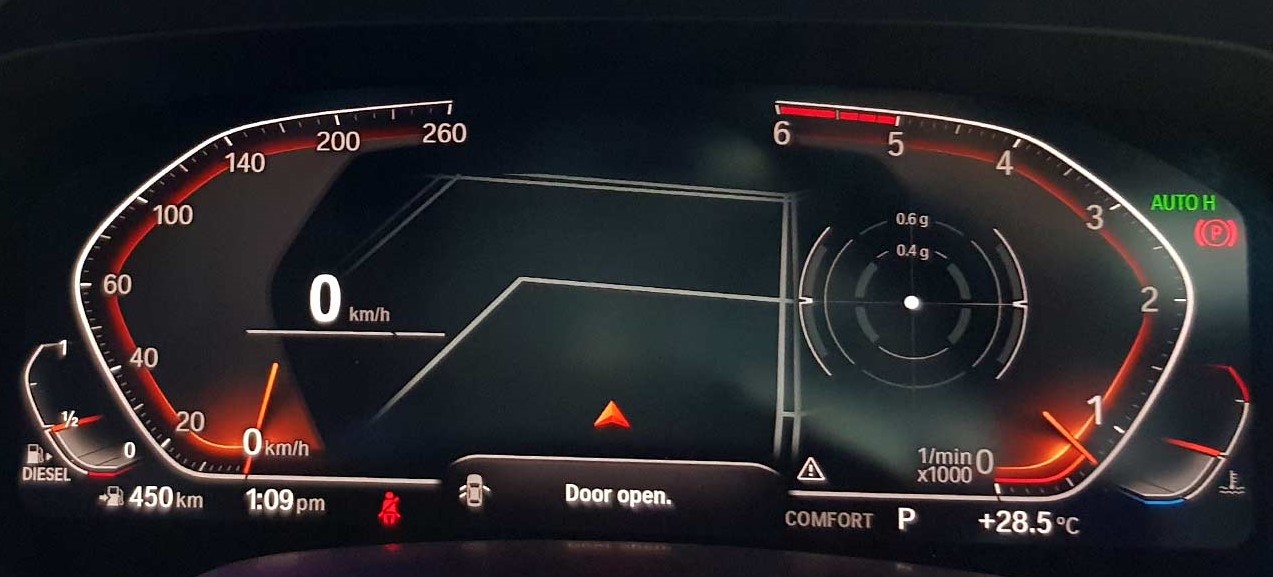 260
200
140
100
60
40
20
0 km/h
0 km/h
6
5
4
3
2
1
0
1/min
x1000
0.6 g
0.4 g
AUTO H
P
1
½
0
DIESEL
450 km
1:09 pm
Door open.
COMFORT P
+28.5 °C